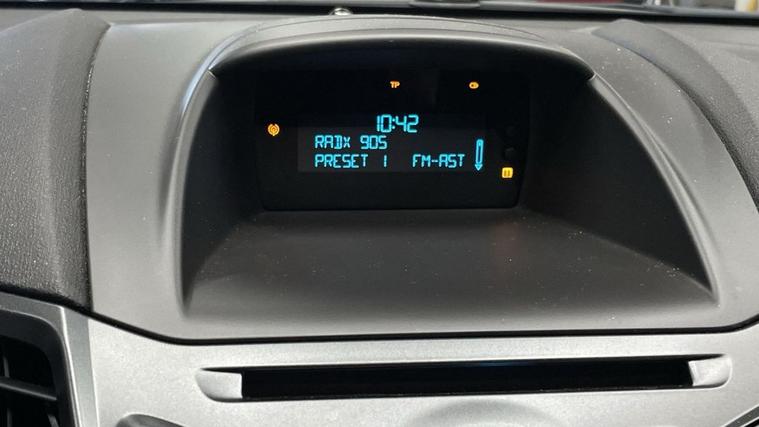 TP
10:42
RADX 905
PRESET 1 FM-AST